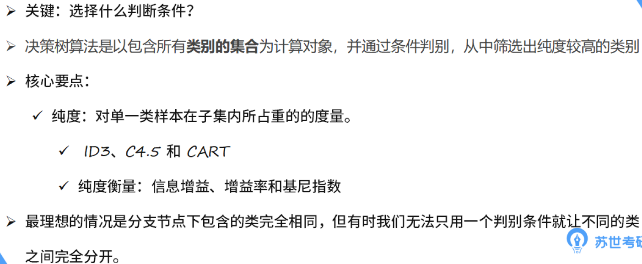 关键：选择什么判断条件？
决策树算法是以包含所有类别的集合为计算对象，并通过条件判别，从中筛选出纯度较高的类别
核心要点：
纯度：对单一类样本在子集内所占重的的度量。
ID3、C4.5 和 CART
纯度衡量：信息增益、增益率和基尼指数
最理想的情况是分支节点下包含的类完全相同，但有时我们无法只用一个判别条件就让不同的类
之间完全分开。
苏世考研